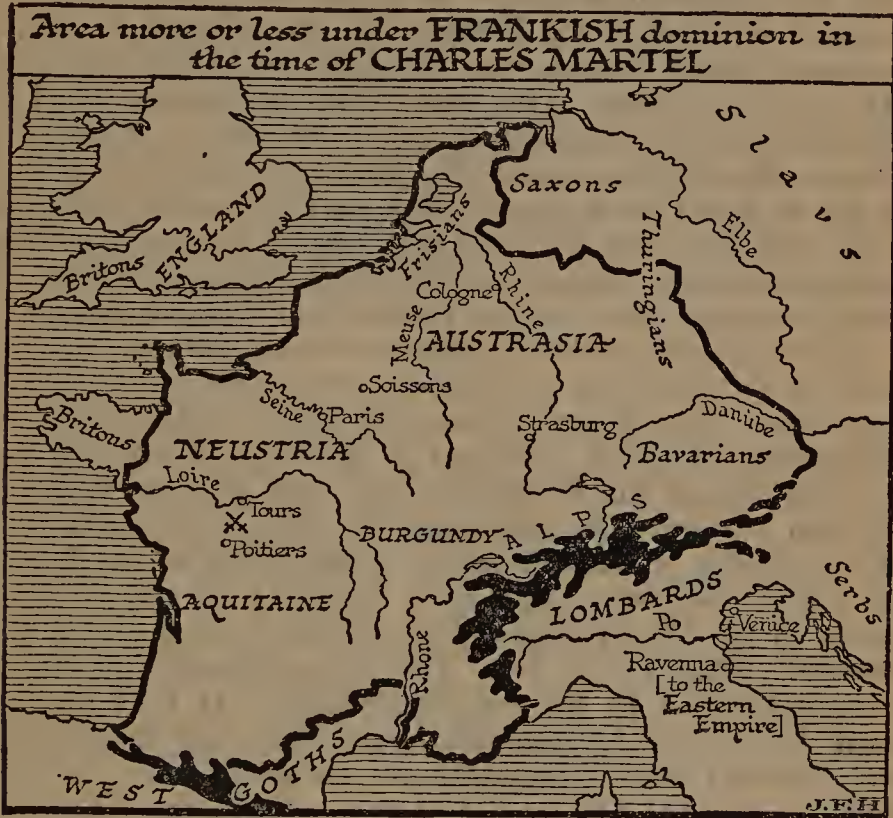 Area more or less under FRANKISH dominion in
the time of CHARLES MARTEL
Slavs
Saxons
ENGLAND
Britons
Frisians
Thuringians
Elbe
Cologne
Rhine
Meuse
AUSTRASIA
Soissons
Seine
Paris
Strasburg
Danube
Britons
NEUSTRIA
Bavarians
Loire
Tours
Poitiers
BURGUNDY
ALPS
AQUITAINE
LOMBARDS
Serbs
Po
Venice
Rhone
Ravenna
[to the
Eastern
Empire]
WEST GOTHS
J.F.H